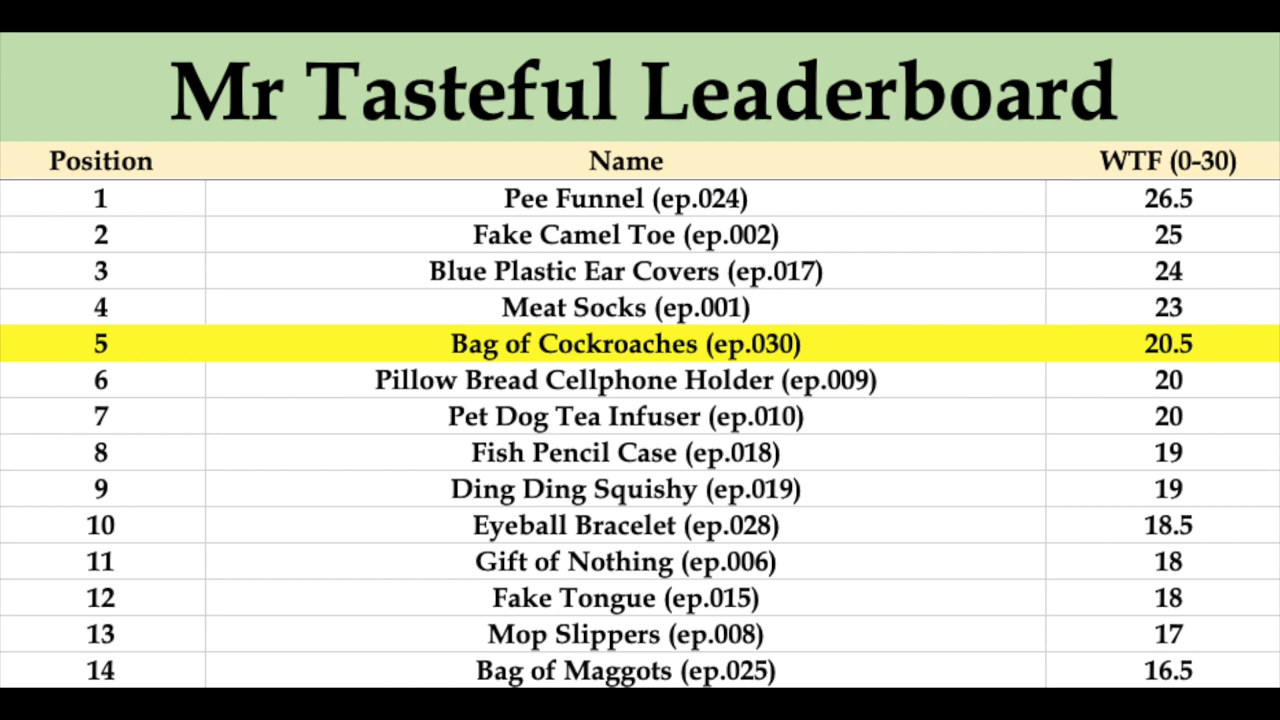 Mr Tasteful Leaderboard
Position Name WTF (0-30)
1 Pee Funnel (ep.024) 26.5
2 Fake Camel Toe (ep.002) 25
3 Blue Plastic Ear Covers (ep.017) 24
4 Meat Socks (ep.001) 23
5 Bag of Cockroaches (ep.030) 20.5
6 Pillow Bread Cellphone Holder (ep.009) 20
7 Pet Dog Tea Infuser (ep.010) 20
8 Fish Pencil Case (ep.018) 19
9 Ding Ding Squishy (ep.019) 19
10 Eyeball Bracelet (ep.028) 18.5
11 Gift of Nothing (ep.006) 18
12 Fake Tongue (ep.015) 18
13 Mop Slippers (ep.008) 17
14 Bag of Maggots (ep.025) 16.5